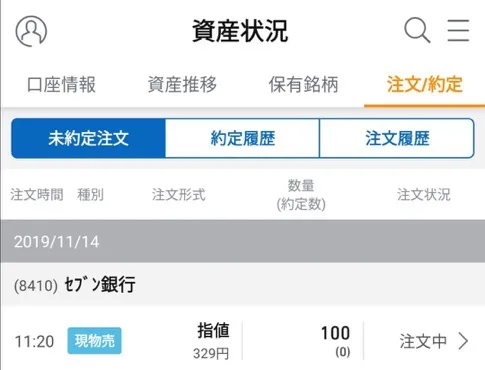 資産状況
口座情報 資産推移 保有銘柄 注文/約定
未約定注文 約定履歴 注文履歴
注文時間 種別 注文形式 数量 注文状況
(約定数)
2019/11/14
(8410) ｾﾌﾞﾝ銀行
11:20 現物売 指値 100 注文中
329円 (0)